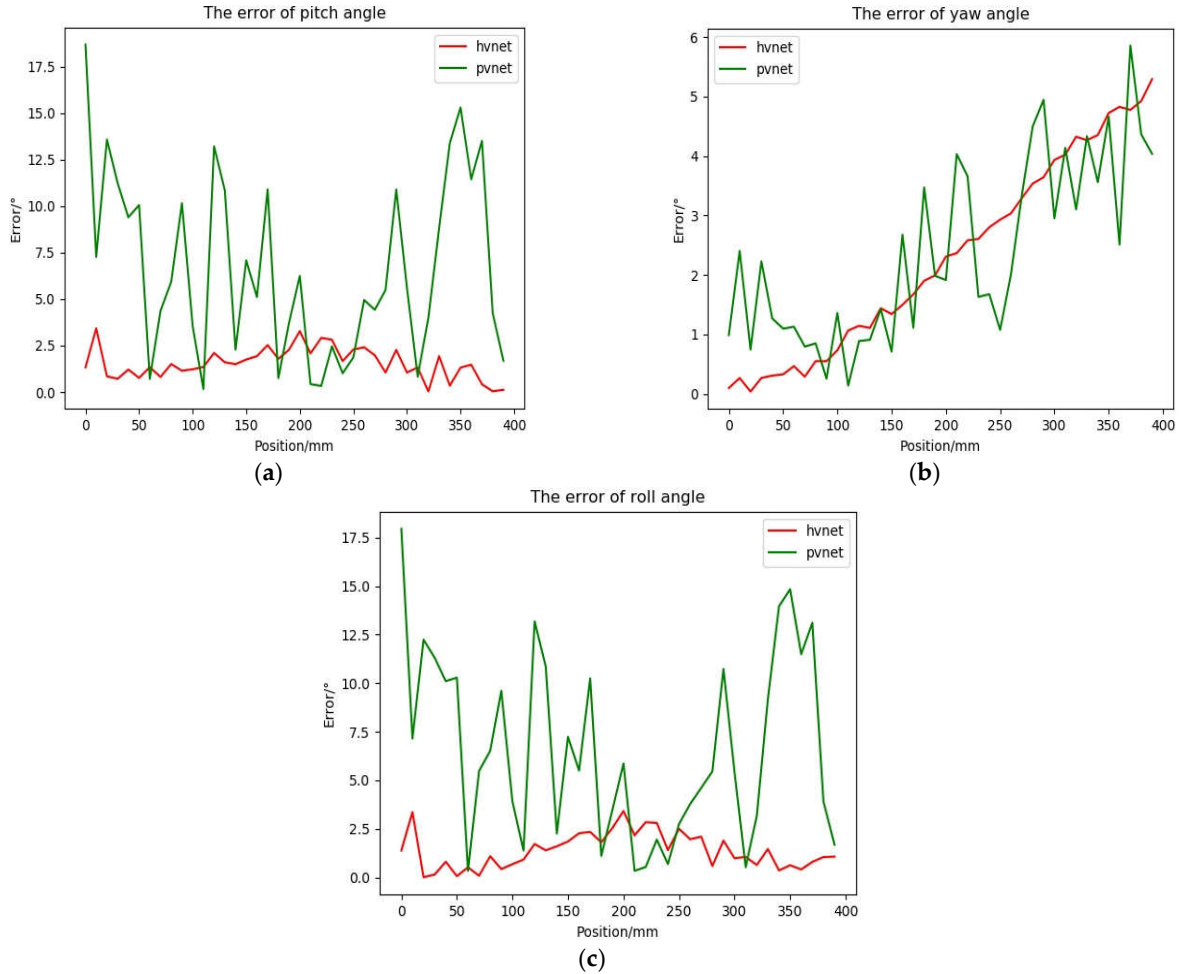 The error of pitch angle
hvnet
pvnet
17.5
15.0
12.5
10.0
7.5
5.0
2.5
0.0
Error/°
0 50 100 150 200 250 300 350 400
Position/mm
(a)
The error of yaw angle
hvnet
pvnet
6
5
4
3
2
1
0
Error/°
0 50 100 150 200 250 300 350 400
Position/mm
(b)
The error of roll angle
hvnet
pvnet
17.5
15.0
12.5
10.0
7.5
5.0
2.5
0.0
Error/°
0 50 100 150 200 250 300 350 400
Position/mm
(c)